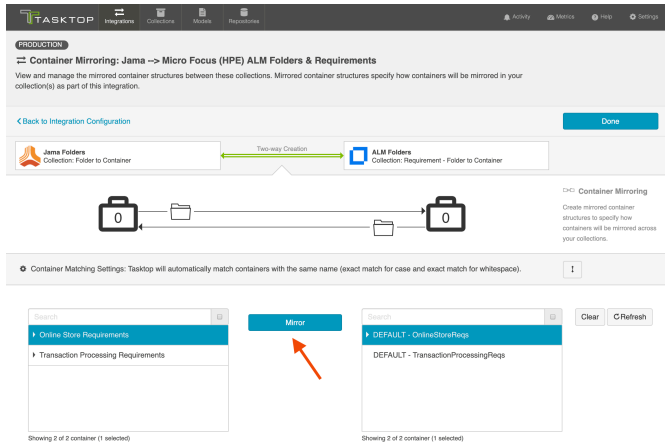 TASKTOP
Integrations
Collections
Models
Repositories
Activity
Metrics
Help
Settings
PRODUCTION
Container Mirroring: Jama --> Micro Focus (HPE) ALM Folders & Requirements
View and manage the mirrored container structures between these collections. Mirrored container structures specify how containers will be mirrored in your
collection(s) as part of this integration.
Back to Integration Configuration
Done
Jama Folders
Collection: Folder to Container
Two-way Creation
ALM Folders
Collection: Requirement - Folder to Container
0
0
Container Mirroring
Create mirrored container
structures to specify how
containers will be mirrored across
your collections.
Container Matching Settings: Tasktop will automatically match containers with the same name (exact match for case and exact match for whitespace).
Search
Mirror
Search
Clear
Refresh
Online Store Requirements
DEFAULT - OnlineStoreReqs
Transaction Processing Requirements
DEFAULT - TransactionProcessingReqs
Showing 2 of 2 container (1 selected)
Showing 2 of 2 container (1 selected)